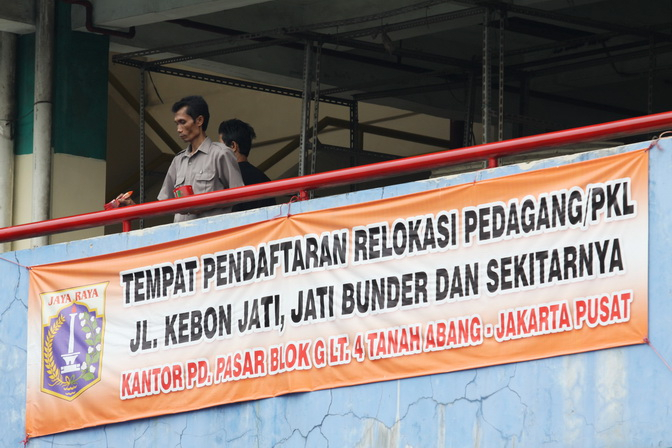 JAYA RAYA
TEMPAT PENDAFTARAN RELOKASI PEDAGANG/PKL
JL. KEBON JATI, JATI BUNDER DAN SEKITARNYA
KANTOR PD. PASAR BLOK G LT. 4 TANAH ABANG - JAKARTA PUSAT